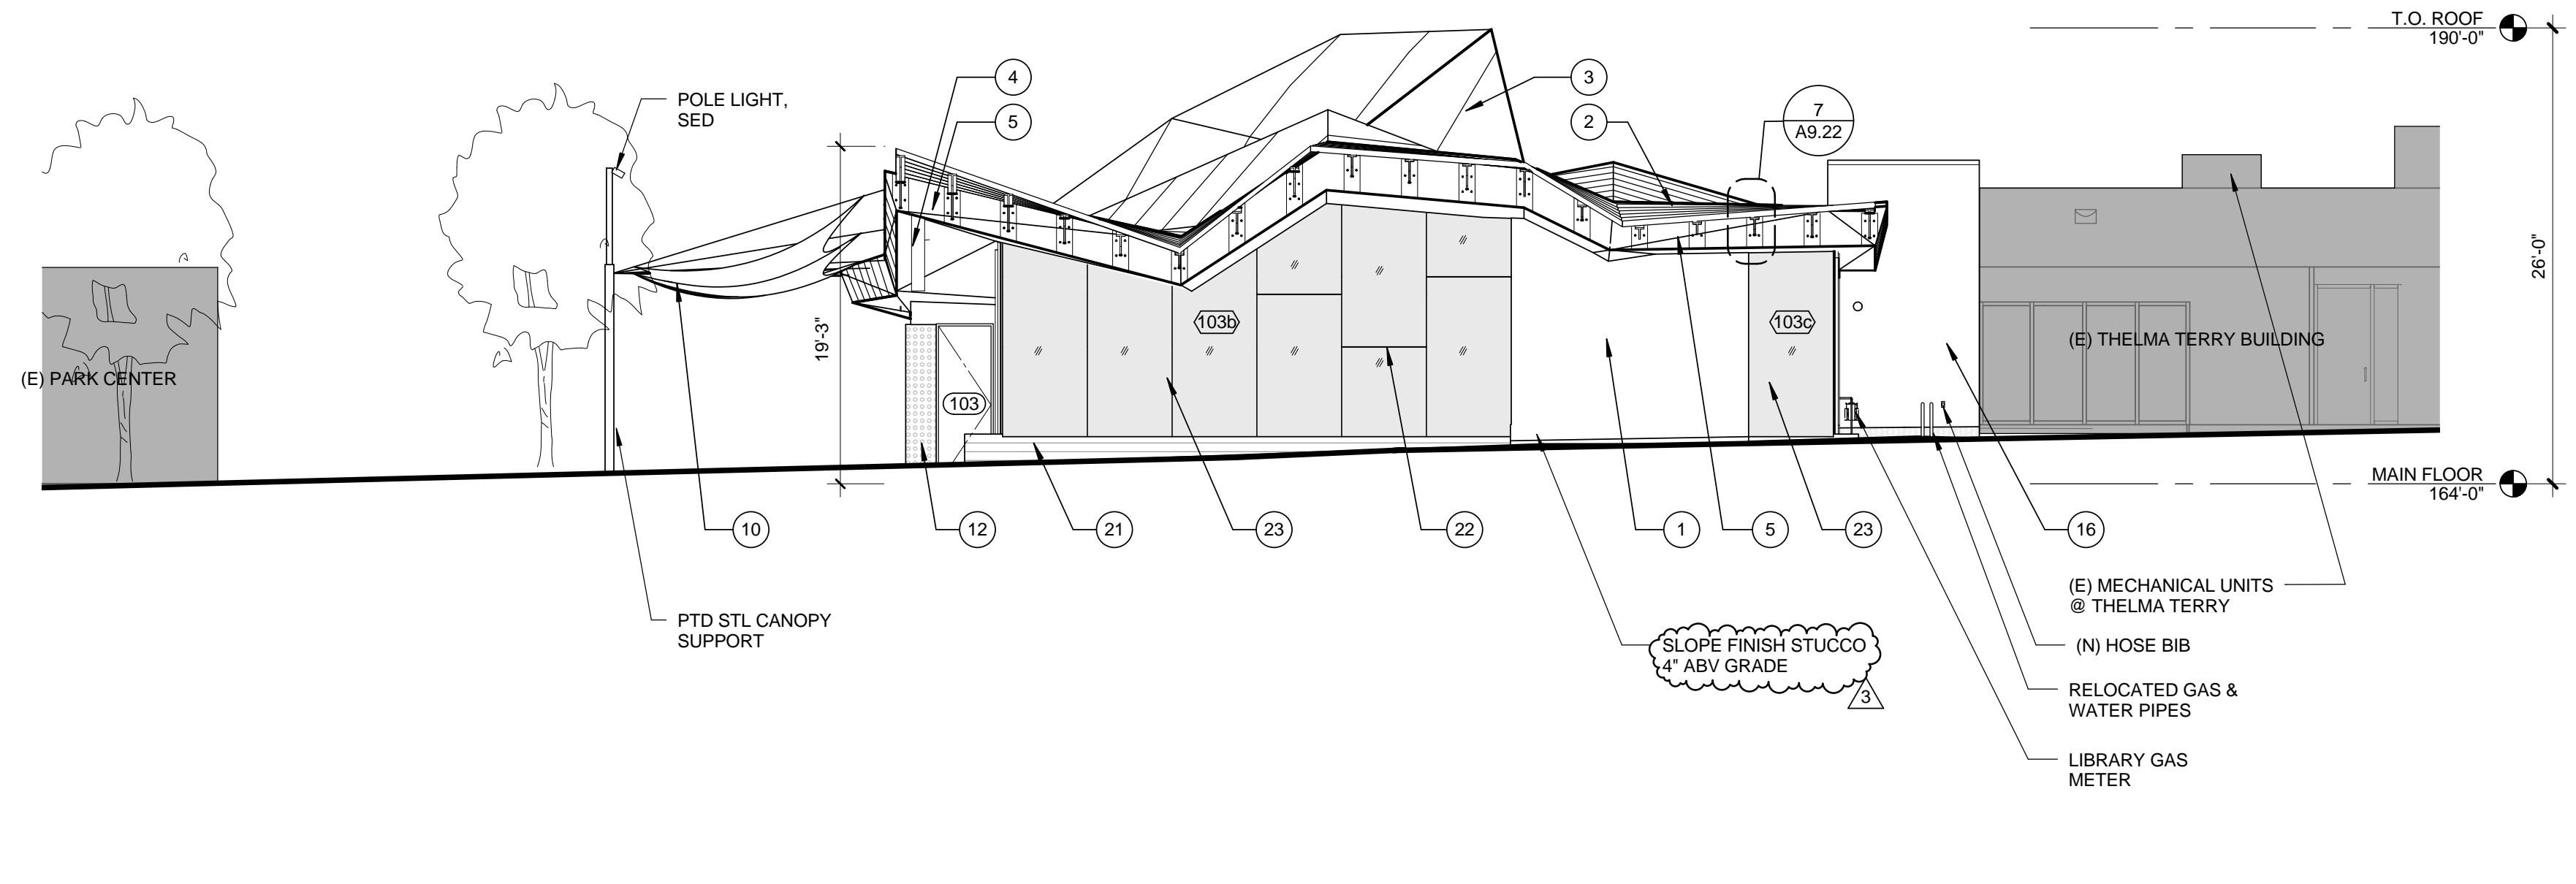 T.O. ROOF
190'-0"
4
3
POLE LIGHT,
SED
5
2
7
A9.22
26'-0"
19'-3"
103b
103c
(E) THELMA TERRY BUILDING
(E) PARK CENTER
103
MAIN FLOOR
164'-0"
10
12
21
23
22
1
5
23
16
(E) MECHANICAL UNITS
@ THELMA TERRY
PTD STL CANOPY
SUPPORT
SLOPE FINISH STUCCO
4" ABV GRADE
3
(N) HOSE BIB
RELOCATED GAS &
WATER PIPES
LIBRARY GAS
METER